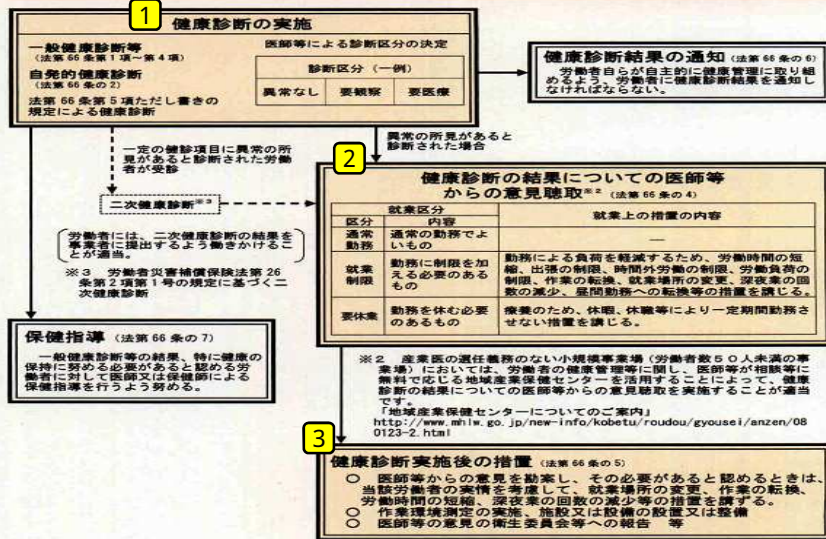 1
健康診断の実施
一般健康診断等
（法第66条第1項～第4項）
自発的健康診断
（法第66条の2）
法第66条第5項ただし書きの
規定による健康診断
医師等による診断区分の決定
診断区分（一例）
異常なし 要観察 要医療
健康診断結果の通知（法第66条の6）
労働者自らが自主的に健康管理に取り組
めるよう、労働者に健康診断結果を通知し
なければならない。
一定の健診項目に異常の所
見があると診断された労働
者が受診
異常の所見があると
診断された場合
二次健康診断※3
労働者には、二次健康診断の結果を
事業者に提出するよう働きかけるこ
とが適当。
※3 労働者災害補償保険法第26
条第2項第1号の規定に基づく二
次健康診断
2
健康診断の結果についての医師等
からの意見聴取※2（法第66条の4）
就業区分 就業上の措置の内容
区分 内容
通常
勤務
通常の勤務でよ
いもの
―
就業
制限
勤務に制限を加
える必要のある
もの
勤務による負荷を軽減するため、労働時間の短
縮、出張の制限、時間外労働の制限、労働負荷の
制限、作業の転換、就業場所の変更、深夜業の回
数の減少、昼間勤務への転換等の措置を講じる。
要休業
勤務を休む必要
のあるもの
療養のため、休暇、休職等により一定期間勤務さ
せない措置を講じる。
保健指導（法第66条の7）
一般健康診断等の結果、特に健康の
保持に努める必要があると認める労
働者に対して医師又は保健師による
保健指導を行うよう努める。
※2 産業医の選任義務のない小規模事業場（労働者数50人未満の事
業場）においては、労働者の健康管理等に関し、医師等が相談等に
無料で応じる地域産業保健センターを活用することによって、健康
診断の結果についての医師等からの意見聴取を実施することが適当
です。
「地域産業保健センターについてのご案内」
http://www.mhlw.go.jp/new-info/kobetu/roudou/gyousei/anzen/08
0123-2.html
3
健康診断実施後の措置（法第66条の5）
○ 医師等からの意見を勘案し、その必要があると認めるときは、
当該労働者の実情を考慮して、就業場所の変更、作業の転換、
労働時間の短縮、深夜業の回数の減少等の措置を講ずる。
○ 作業環境測定の実施、施設又は設備の設置又は整備
○ 医師等の意見の衛生委員会等への報告 等